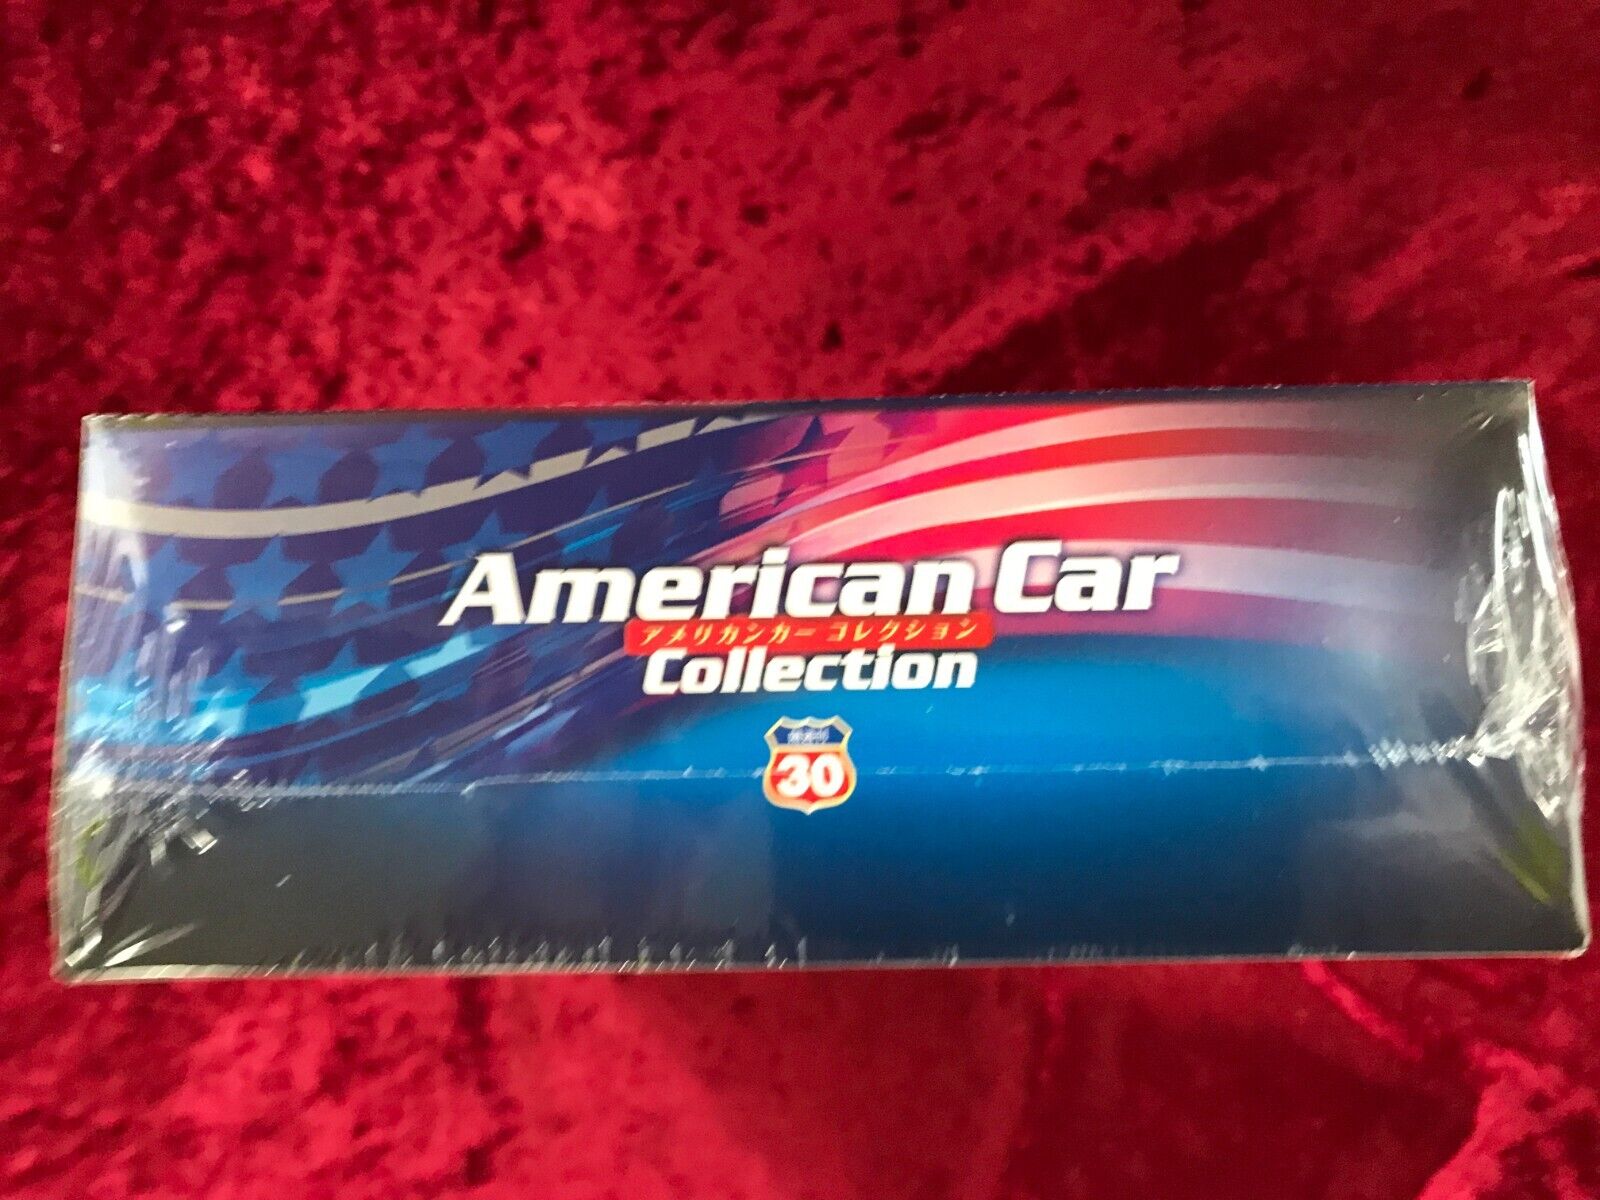 American Car
アメリカンカー コレクション
Collection
30